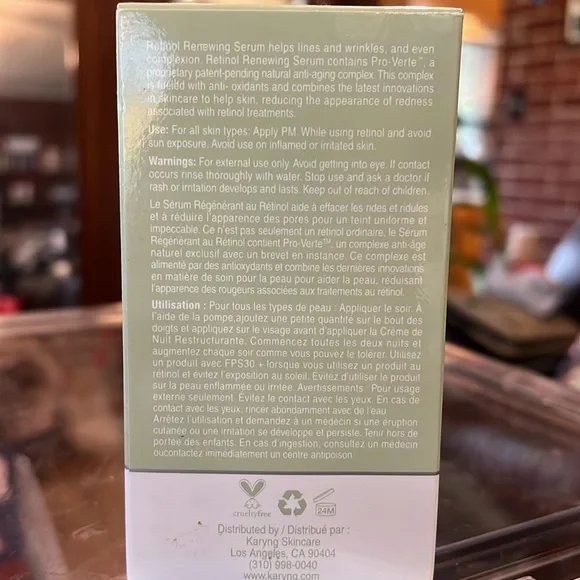 Retinol Renewing Serum helps lines and wrinkles, and even
complexion. Retinol Renewing Serum contains Pro-Verte™, a
proprietary patent-pending natural anti-aging complex. This complex
is fueled with anti- oxidants and combines the latest innovations
in skincare to help skin, reducing the appearance of redness
associated with retinol treatments.
Use: For all skin types: Apply PM. While using retinol and avoid
sun exposure. Avoid use on inflamed or irritated skin.
Warnings: For external use only. Avoid getting into eye. If contact
occurs rinse thoroughly with water. Stop use and ask a doctor if
rash or irritation develops and lasts. Keep out of reach of children.
Le Sérum Régénérant au Rétinol aide à effacer les rides et ridules
et à réduire l'apparence des pores pour un teint uniforme et
impeccable. Ce n'est pas seulement un rétinol ordinaire, le Sérum
Régénérant au Rétinol contient Pro-Verte™, un complexe anti-âge
naturel exclusif avec un brevet en instance. Ce complexe est
alimenté par des antioxydants et combine les dernières innovations
en matière de soin pour la peau pour aider la peau, réduisant
l'apparence des rougeurs associées aux traitements au rétinol.
Utilisation : Pour tous les types de peau : Appliquer le soir. À
l'aide de la pompe,ajoutez une petite quantité sur le bout des
doigts et appliquez sur le visage avant d'appliquer la Crème de
Nuit Restructurante. Commencez toutes les deux nuits et
augmentez chaque soir comme vous pouvez le tolérer. Utilisez
un produit avec FPS30 + lorsque vous utilisez un produit au
rétinol et évitez l'exposition au soleil. Évitez d'utiliser le produit
sur la peau enflammée ou irritée. Avertissements : Pour usage
externe seulement. Évitez le contact avec les yeux. En cas de
contact avec les yeux, rincer abondamment avec de l eau
Arrêtez l'utilisation et demandez à un médecin si une éruption
cutanée ou une irritation se développe et persiste. Tenir hors de
portée des enfants. En cas d'ingestion, consultez un medecin
oucontactez immédiatement un centre antipoison
crueltyfree
24M
Distributed by / Distribué par :
Karyng Skincare
Los Angeles, CA 90404
(310) 998-0040
www.karyng.com